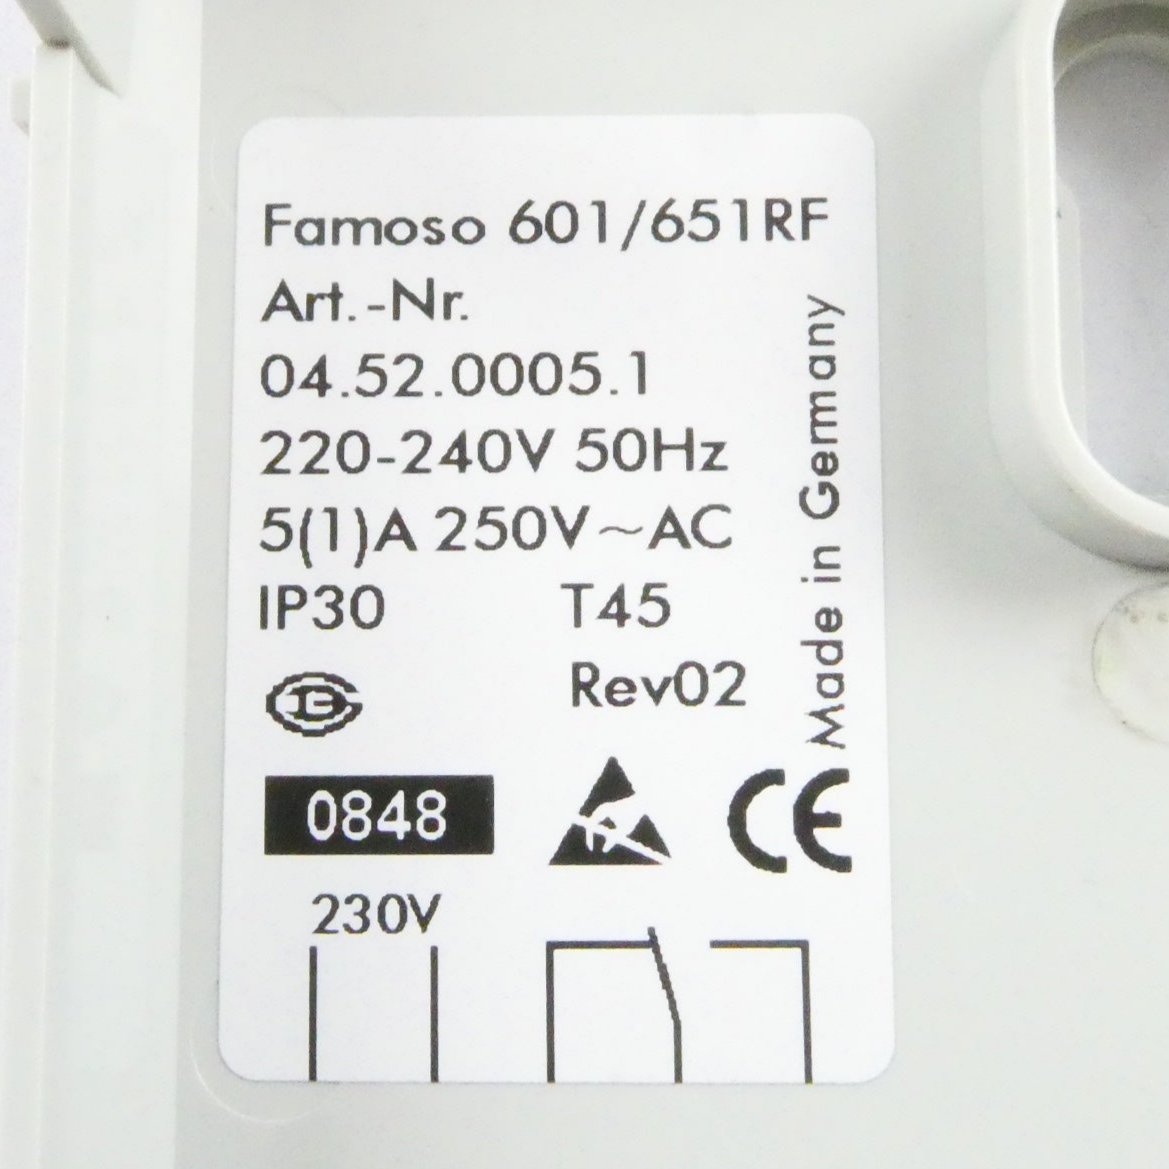 Famoso 601/651RF
Art.-Nr.
04.52.0005.1
220-240V 50Hz
5(1)A 250V~AC
IP30 T45
Rev02
Made in Germany
0848
CE
230V